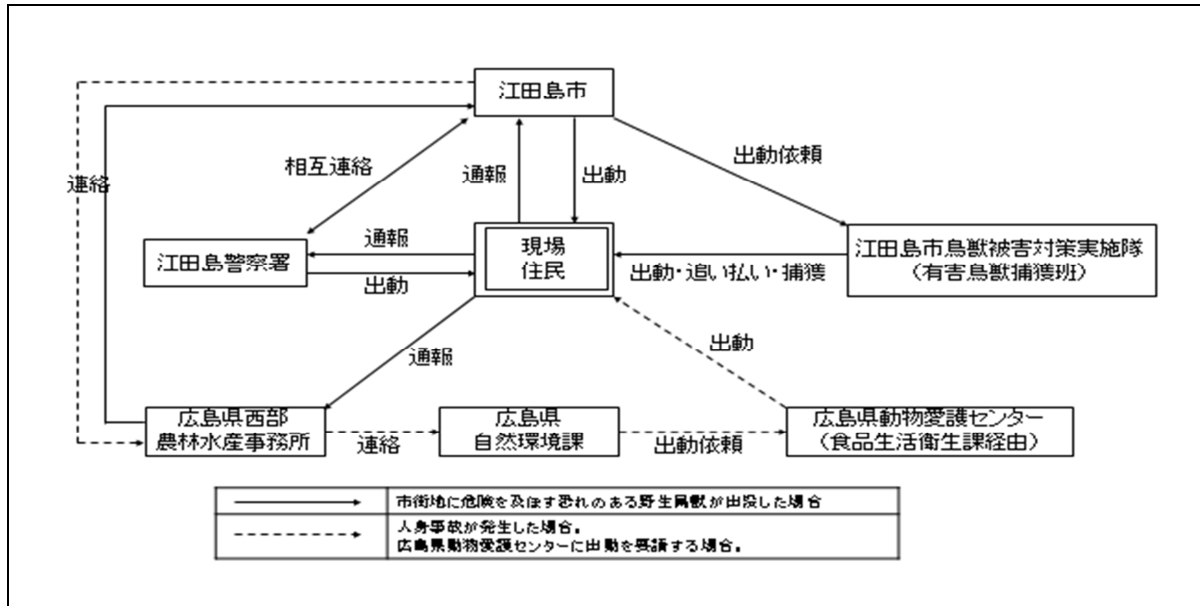 江田島市
出動依頼
相互連絡
通報
出動
連絡
江田島警察署
通報
出動
現場
住民
出動・追い払い・捕獲
江田島市鳥獣被害対策実施隊
(有害鳥獣捕獲班)
通報
出動
広島県西部
農林水産事務所
連絡
広島県
自然環境課
出動依頼
広島県動物愛護センター
(食品生活衛生課経由)
市街地に危険を及ぼす恐れのある野生鳥獣が出没した場合
人身事故が発生した場合。
広島県動物愛護センターに出動を要請する場合。